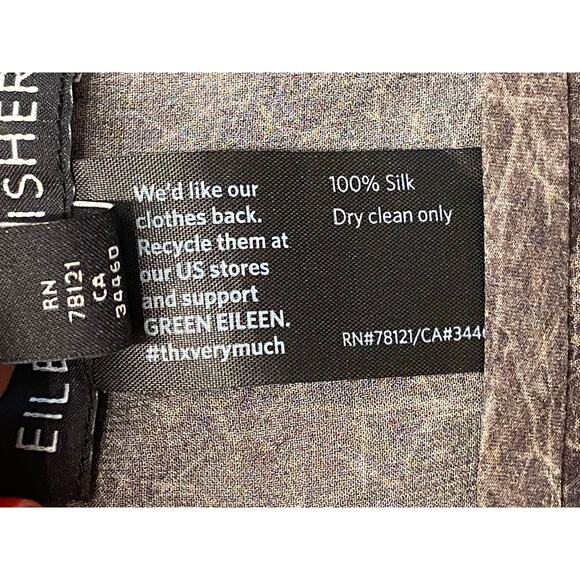 EILE
ISHER
RN
78121
CA
34460
We'd like our
clothes back.
Recycle them at
our US stores
and support
GREEN EILEEN.
#thxverymuch
100% Silk
Dry clean only
RN#78121/CA#3446